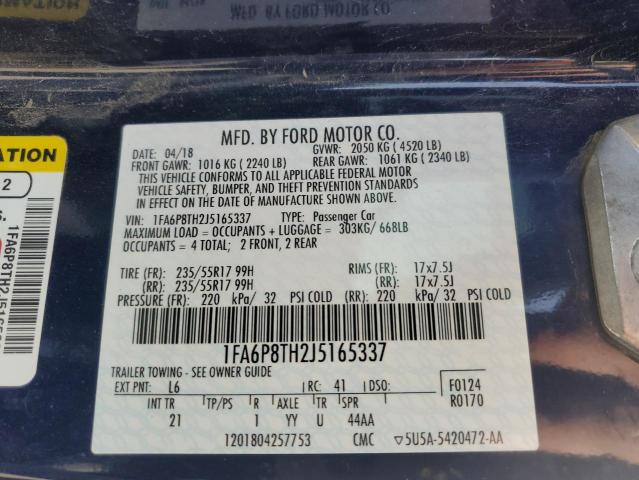 MFD. BY FORD MOTOR CO
MFD. BY FORD MOTOR CO.
DATE: 04/18 GVWR: 2050 KG ( 4520 LB)
FRONT GAWR: 1016 KG ( 2240 LB) REAR GAWR: 1061 KG ( 2340 LB)
THIS VEHICLE CONFORMS TO ALL APPLICABLE FEDERAL MOTOR
VEHICLE SAFETY, BUMPER, AND THEFT PREVENTION STANDARDS
IN EFFECT ON THE DATE OF MANUFACTURE SHOWN ABOVE.
VIN: 1FA6P8TH2J5165337 TYPE: Passenger Car
MAXIMUM LOAD = OCCUPANTS + LUGGAGE = 303KG/ 668LB
OCCUPANTS = 4 TOTAL; 2 FRONT, 2 REAR
TIRE (FR): 235/55R17 99H RIMS (FR): 17x7.5J
(RR): 235/55R17 99H (RR): 17x7.5J
PRESSURE (FR): 220 kPa/ 32 PSI COLD (RR): 220 kPa/ 32 PSI COLD
1FA6P8TH2J5165337
TRAILER TOWING - SEE OWNER GUIDE
EXT PNT: L6 RC: 41 DSO: F0124
INT TR TP/PS R AXLE TR SPR R0170
21 1 YY U 44AA
1201804257753 CMC ▽5U5A-5420472-AA
ATION
2